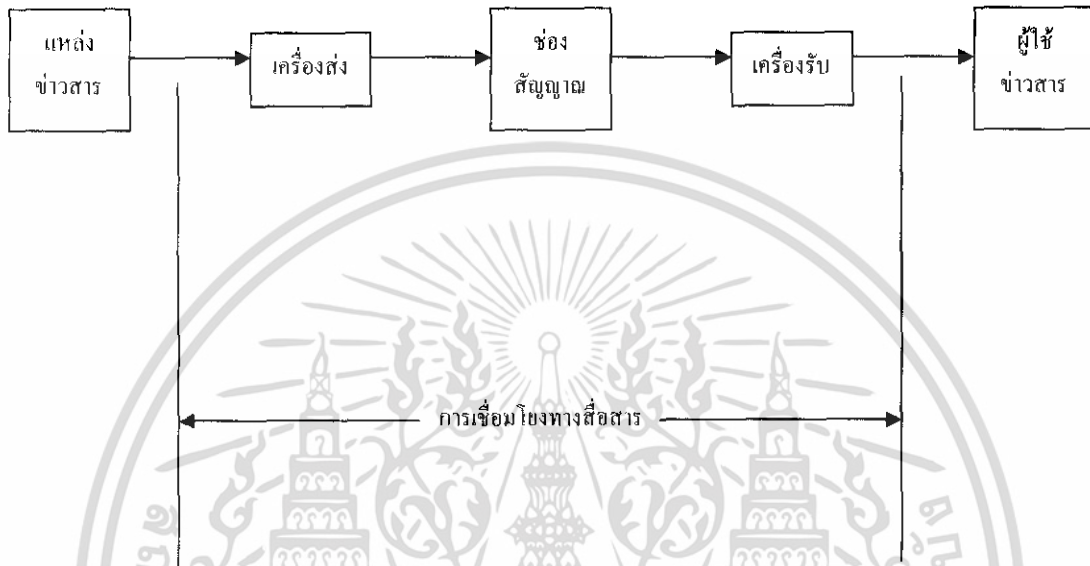 แหล่ง
ข่าวสาร
เครื่องส่ง
ช่อง
สัญญาณ
เครื่องรับ
ผู้ใช้
ข่าวสาร
การเชื่อมโยงทางสื่อสาร